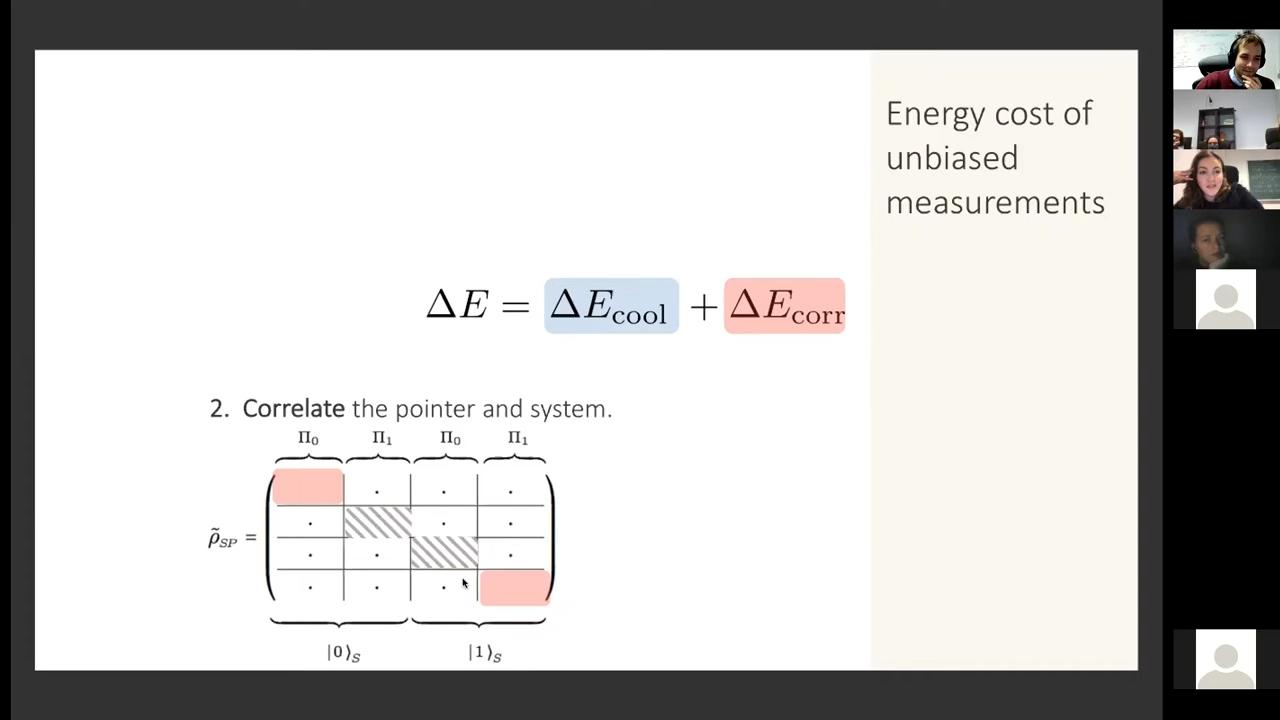 Energy cost of
unbiased
measurements
ΔE = ΔE_cool + ΔE_corr
2. Correlate the pointer and system.
Π₀ Π₁ Π₀ Π₁
ρ̃_SP =
|0⟩_S |1⟩_S